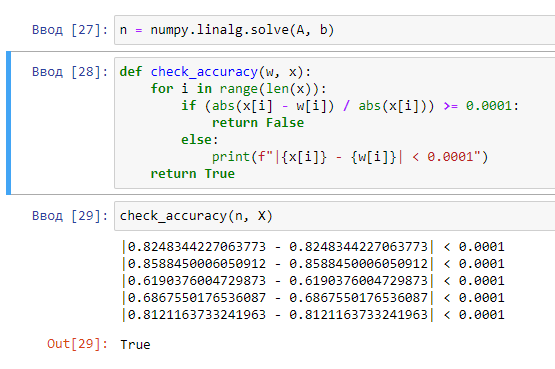 Ввод [27]: n = numpy.linalg.solve(A, b)
Ввод [28]: def check_accuracy(w, x):
    for i in range(len(x)):
        if (abs(x[i] - w[i]) / abs(x[i])) >= 0.0001:
            return False
        else:
            print(f"|{x[i]} - {w[i]}| < 0.0001")
    return True
Ввод [29]: check_accuracy(n, X)
|0.8248344227063773 - 0.8248344227063773| < 0.0001
|0.8588450006050912 - 0.8588450006050912| < 0.0001
|0.6190376004729873 - 0.6190376004729873| < 0.0001
|0.6867550176536087 - 0.6867550176536087| < 0.0001
|0.8121163733241963 - 0.8121163733241963| < 0.0001
Out[29]: True